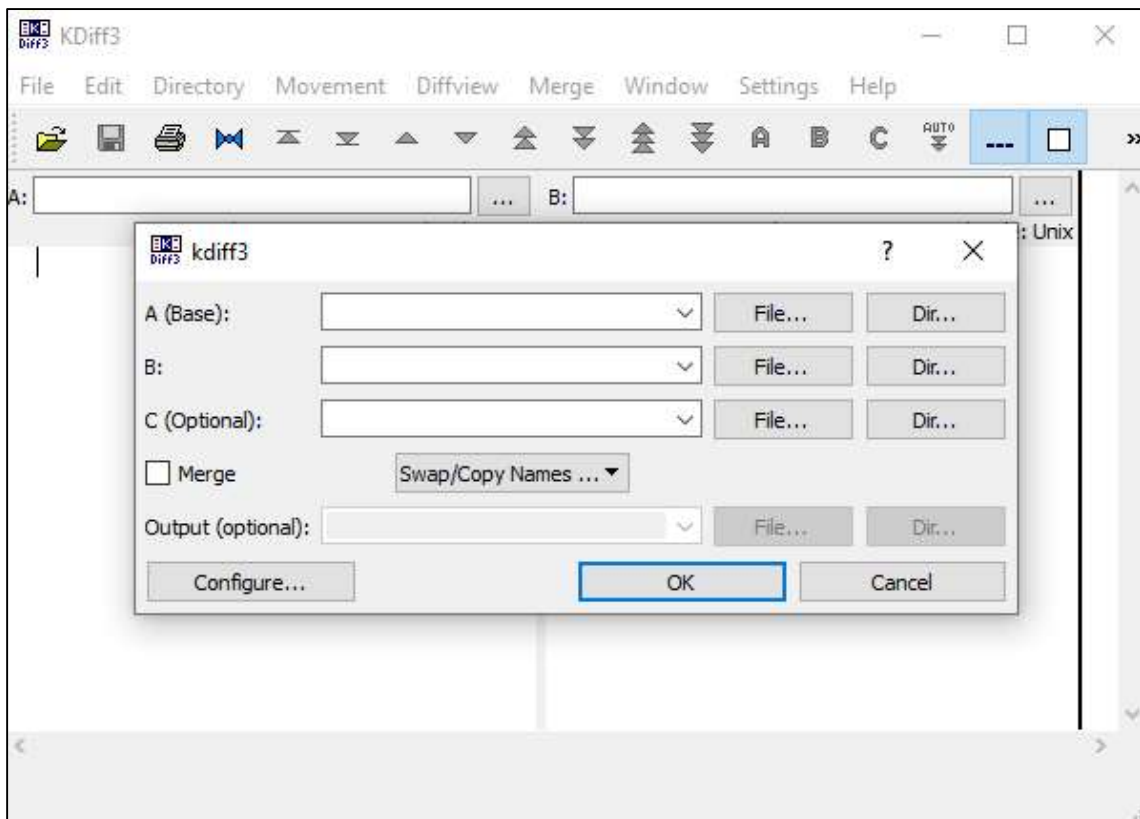 KDiff3
File Edit Directory Movement Diffview Merge Window Settings Help
A B C AUTO
A: ... B: ...
: Unix
kdiff3 ?
A (Base): File... Dir...
B: File... Dir...
C (Optional): File... Dir...
Merge Swap/Copy Names ...
Output (optional): File... Dir...
Configure... OK Cancel